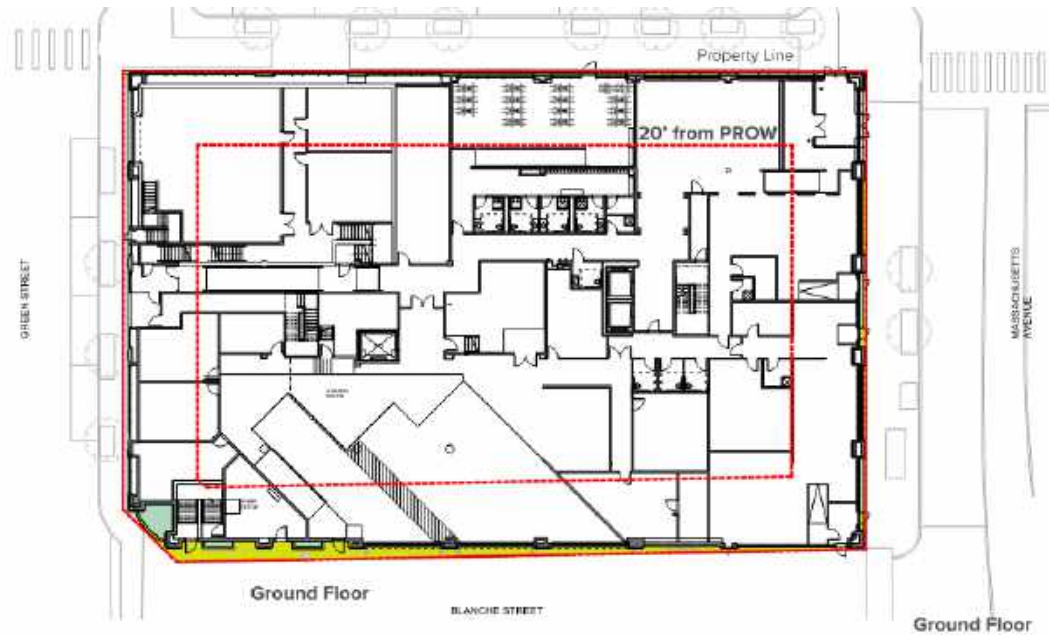 Property Line
20' from PROW
GREEN STREET
MASSACHUSETTS
AVENUE
Ground Floor
BLANCHE STREET
Ground Floor